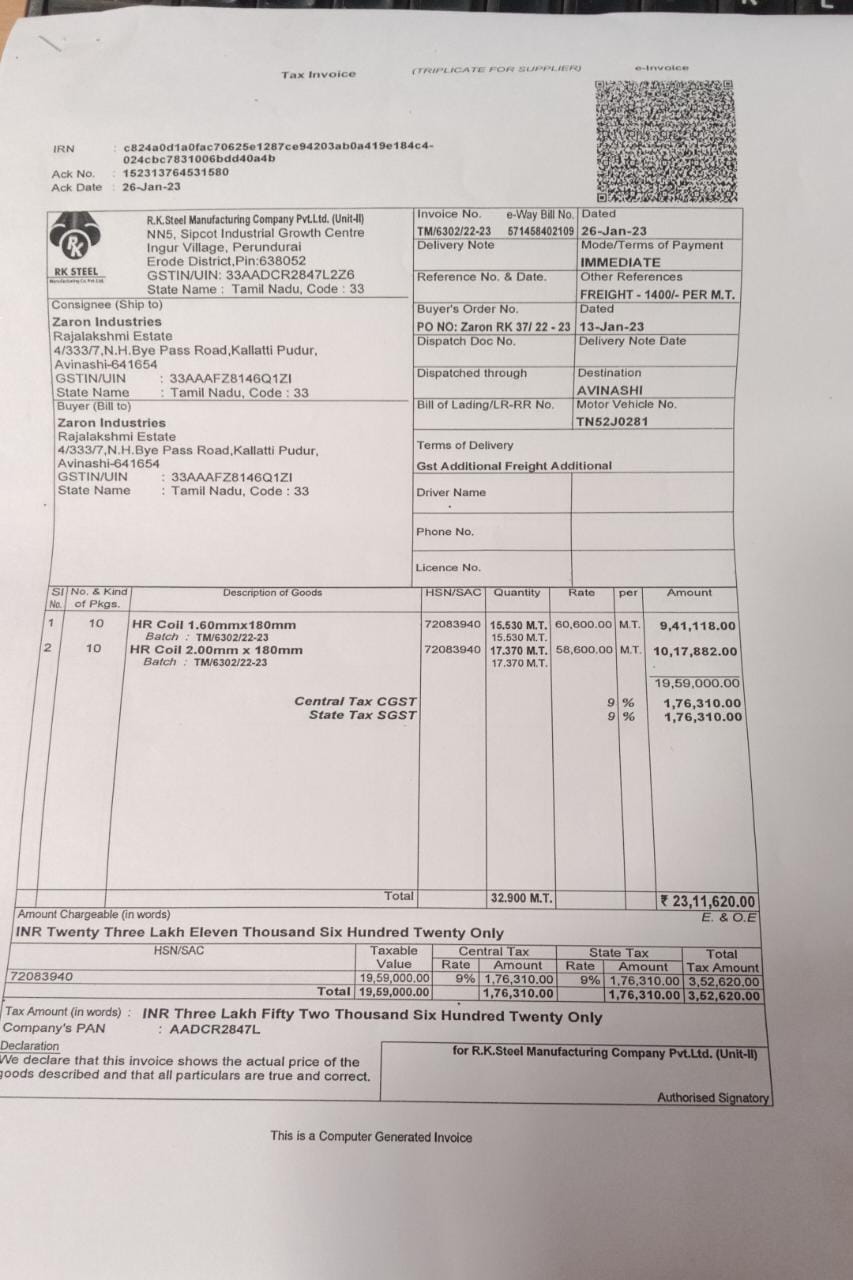 Tax Invoice (TRIPLICATE FOR SUPPLIER) e-Invoice
IRN : c824a0d1a0fac70625e1287ce94203ab0a419e184c4-
024cbc7831006bdd40a4b
Ack No. : 152313764531580
Ack Date : 26-Jan-23
RK
RK STEEL
Manufacturing Co. Pvt Ltd.
R.K.Steel Manufacturing Company Pvt.Ltd. (Unit-II)
NN5, Sipcot Industrial Growth Centre
Ingur Village, Perundurai
Erode District,Pin:638052
GSTIN/UIN: 33AADCR2847L2Z6
State Name : Tamil Nadu, Code : 33
Consignee (Ship to)
Zaron Industries
Rajalakshmi Estate
4/333/7,N.H.Bye Pass Road,Kallatti Pudur,
Avinashi-641654
GSTIN/UIN : 33AAAFZ8146Q1ZI
State Name : Tamil Nadu, Code : 33
Buyer (Bill to)
Zaron Industries
Rajalakshmi Estate
4/333/7,N.H.Bye Pass Road,Kallatti Pudur,
Avinashi-641654
GSTIN/UIN : 33AAAFZ8146Q1ZI
State Name : Tamil Nadu, Code : 33
Invoice No. e-Way Bill No. Dated
TM/6302/22-23 571458402109 26-Jan-23
Delivery Note Mode/Terms of Payment
IMMEDIATE
Reference No. & Date. Other References
FREIGHT - 1400/- PER M.T.
Buyer's Order No. Dated
PO NO: Zaron RK 37/ 22 - 23 13-Jan-23
Dispatch Doc No. Delivery Note Date
Dispatched through Destination
AVINASHI
Bill of Lading/LR-RR No. Motor Vehicle No.
TN52J0281
Terms of Delivery
Gst Additional Freight Additional
Driver Name
Phone No.
Licence No.
Sl No. & Kind Description of Goods HSN/SAC Quantity Rate per Amount
No. of Pkgs.
1 10 HR Coil 1.60mmx180mm 72083940 15.530 M.T. 60,600.00 M.T. 9,41,118.00
Batch : TM/6302/22-23 15.530 M.T.
2 10 HR Coil 2.00mm x 180mm 72083940 17.370 M.T. 58,600.00 M.T. 10,17,882.00
Batch : TM/6302/22-23 17.370 M.T.
19,59,000.00
Central Tax CGST 9 % 1,76,310.00
State Tax SGST 9 % 1,76,310.00
Total 32.900 M.T. ₹ 23,11,620.00
Amount Chargeable (in words) E. & O.E
INR Twenty Three Lakh Eleven Thousand Six Hundred Twenty Only
HSN/SAC Taxable Central Tax State Tax Total
Value Rate Amount Rate Amount Tax Amount
72083940 19,59,000.00 9% 1,76,310.00 9% 1,76,310.00 3,52,620.00
Total 19,59,000.00 1,76,310.00 1,76,310.00 3,52,620.00
Tax Amount (in words) : INR Three Lakh Fifty Two Thousand Six Hundred Twenty Only
Company's PAN : AADCR2847L
Declaration
We declare that this invoice shows the actual price of the
goods described and that all particulars are true and correct.
for R.K.Steel Manufacturing Company Pvt.Ltd. (Unit-II)
Authorised Signatory
This is a Computer Generated Invoice